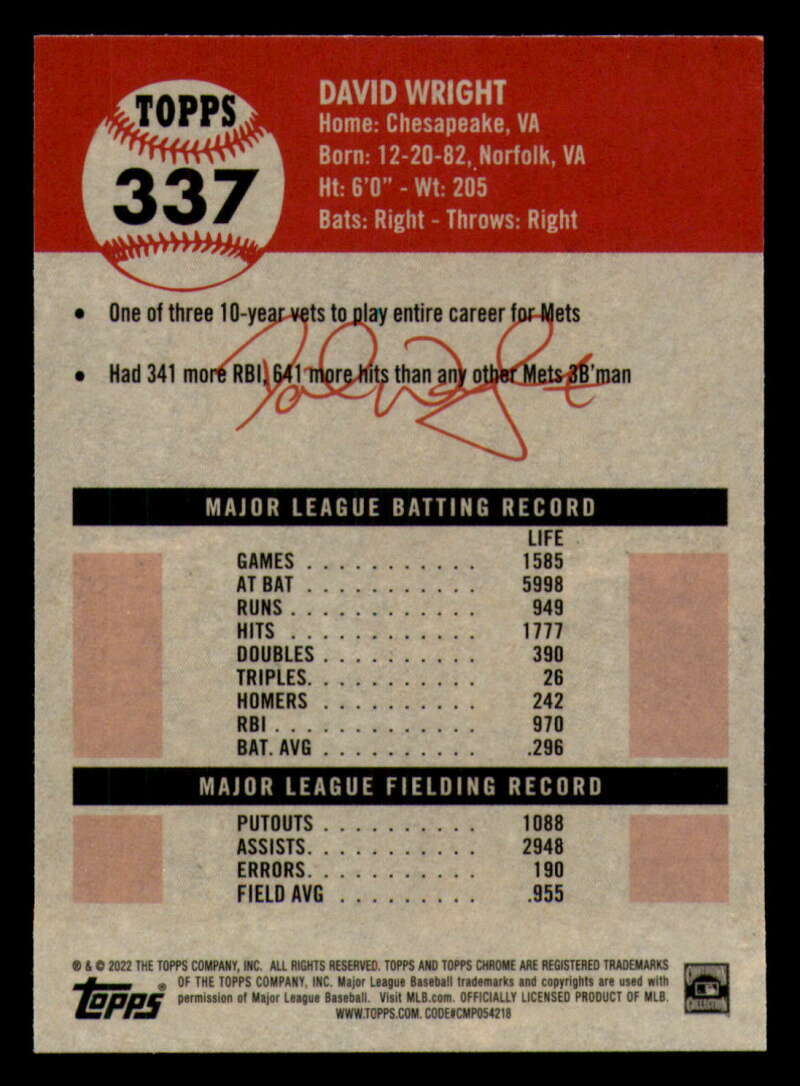 TOPPS
337
DAVID WRIGHT
Home: Chesapeake, VA
Born: 12-20-82, Norfolk, VA
Ht: 6'0" - Wt: 205
Bats: Right - Throws: Right
• One of three 10-year vets to play entire career for Mets
• Had 341 more RBI, 641 more hits than any other Mets 3B'man
David Wright
MAJOR LEAGUE BATTING RECORD
LIFE
GAMES . . . . . . . . . . . 1585
AT BAT . . . . . . . . . . . 5998
RUNS . . . . . . . . . . . . 949
HITS . . . . . . . . . . . . 1777
DOUBLES . . . . . . . . . . 390
TRIPLES. . . . . . . . . . . 26
HOMERS . . . . . . . . . . 242
RBI . . . . . . . . . . . . . 970
BAT. AVG . . . . . . . . . . .296
MAJOR LEAGUE FIELDING RECORD
PUTOUTS . . . . . . . . . . 1088
ASSISTS. . . . . . . . . . . 2948
ERRORS. . . . . . . . . . . 190
FIELD AVG . . . . . . . . . .955
® & © 2022 THE TOPPS COMPANY, INC. ALL RIGHTS RESERVED. TOPPS AND TOPPS CHROME ARE REGISTERED TRADEMARKS
OF THE TOPPS COMPANY, INC. Major League Baseball trademarks and copyrights are used with
permission of Major League Baseball. Visit MLB.com. OFFICIALLY LICENSED PRODUCT OF MLB.
WWW.TOPPS.COM. CODE#CMP054218
Topps®
COOPERSTOWN
COLLECTION